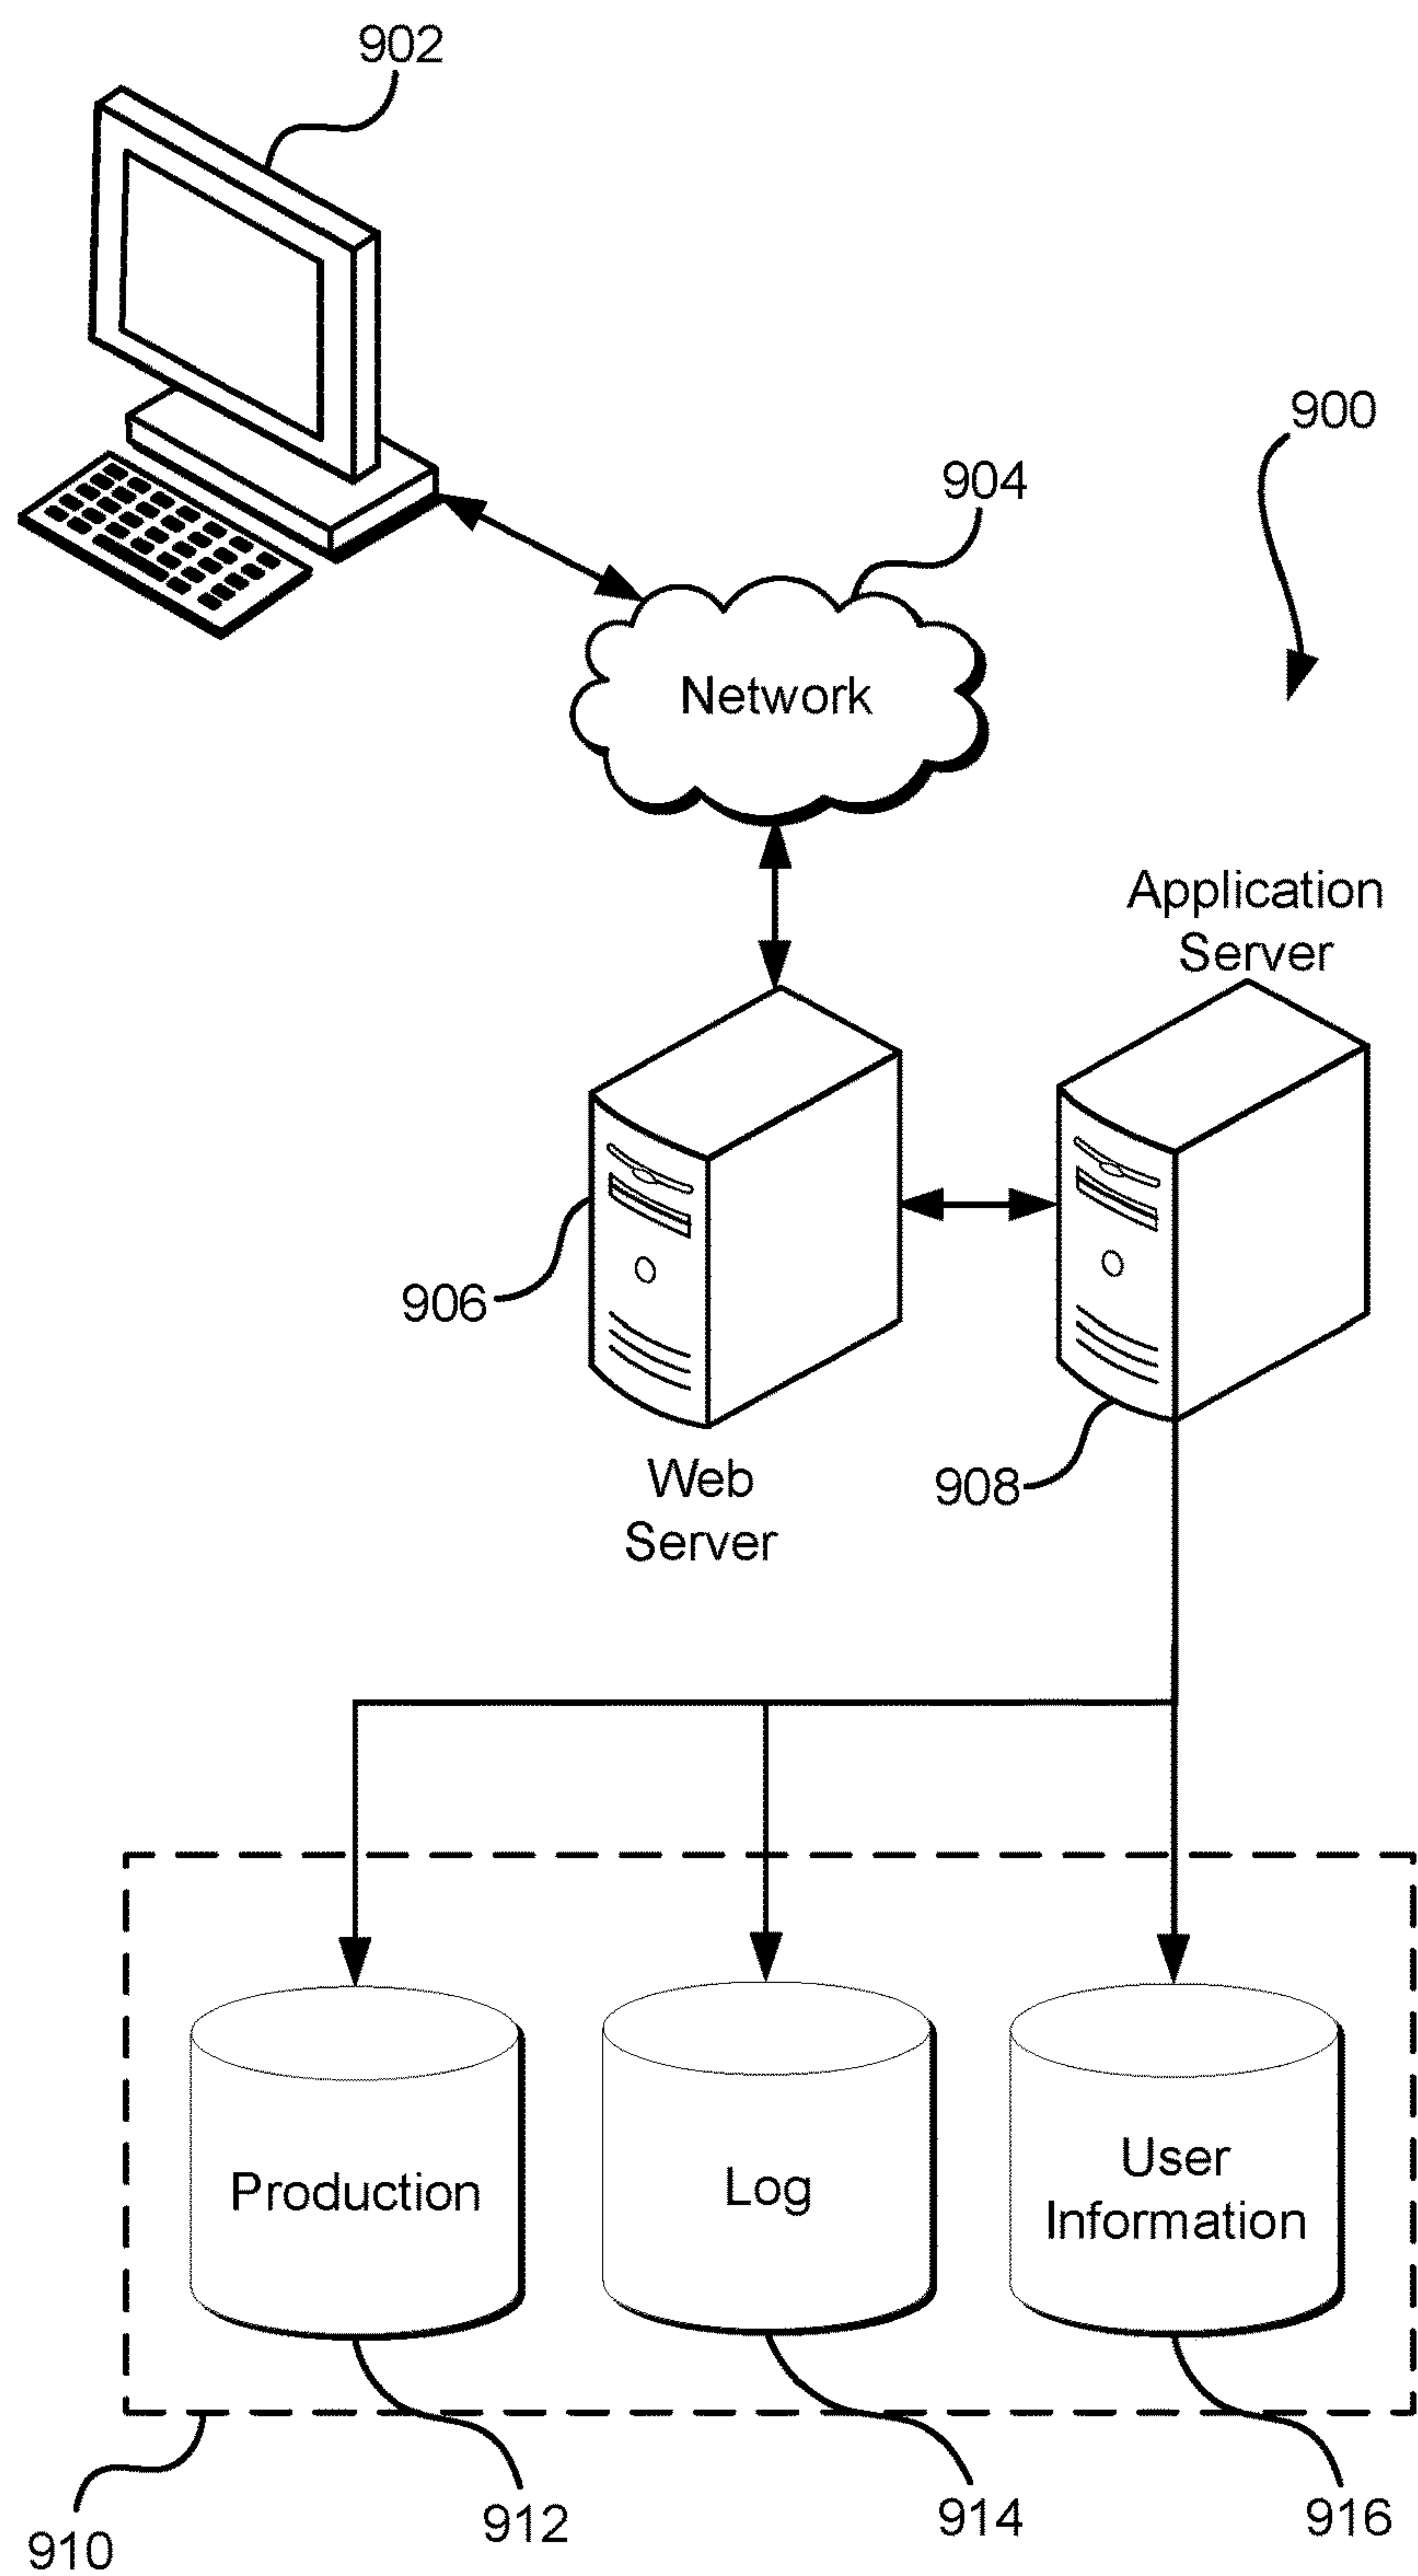 902
900
904
Network
Application
Server
906
908
Web
Server
Production
Log
User
Information
910
912
914
916